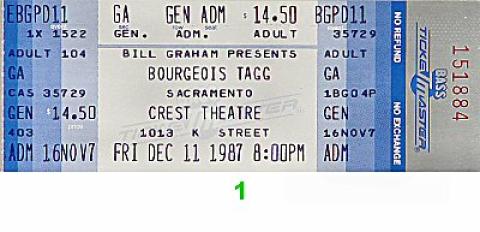 EBGPD11 GA GEN ADM $14.50 BGPD11
1X 1522 GEN. ADM. ADULT 35729
ADULT 104 BILL GRAHAM PRESENTS
GA BOURGEOIS TAGG GA
CAS 35729 SACRAMENTO 1BG04P
GEN $14.50 CREST THEATRE GEN
403 1013 K STREET 16NOV7
ADM 16NOV7 FRI DEC 11 1987 8:00PM ADM
NO REFUND NO EXCHANGE
BASS
TICKETMASTER
151884
1